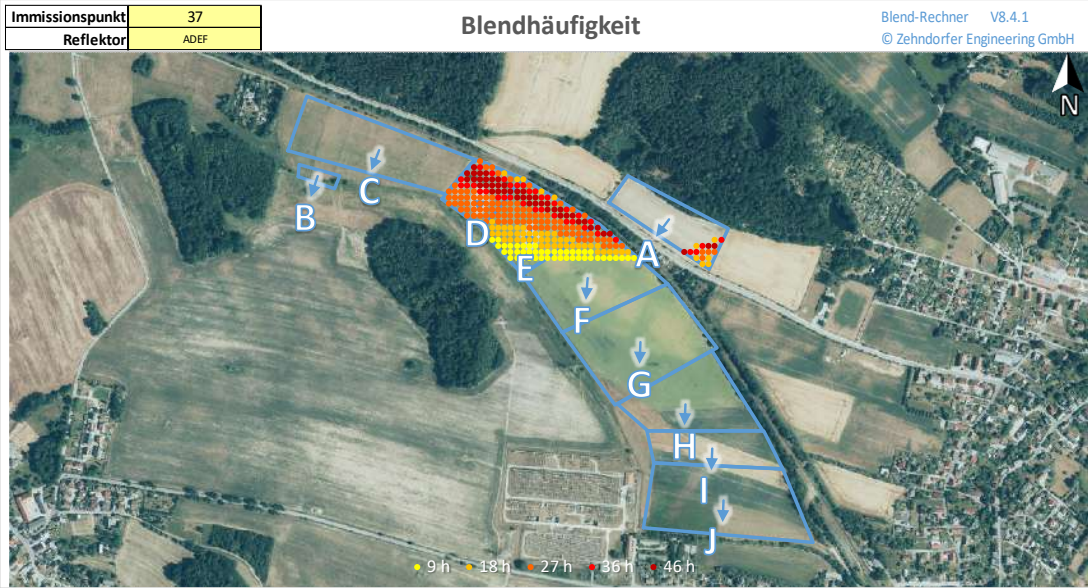 Immissionspunkt 37
Reflektor ADEF
Blendhäufigkeit
Blend-Rechner V8.4.1
© Zehndorfer Engineering GmbH
N
C
B
D
A
E
F
G
H
I
J
9 h 18 h 27 h 36 h 46 h